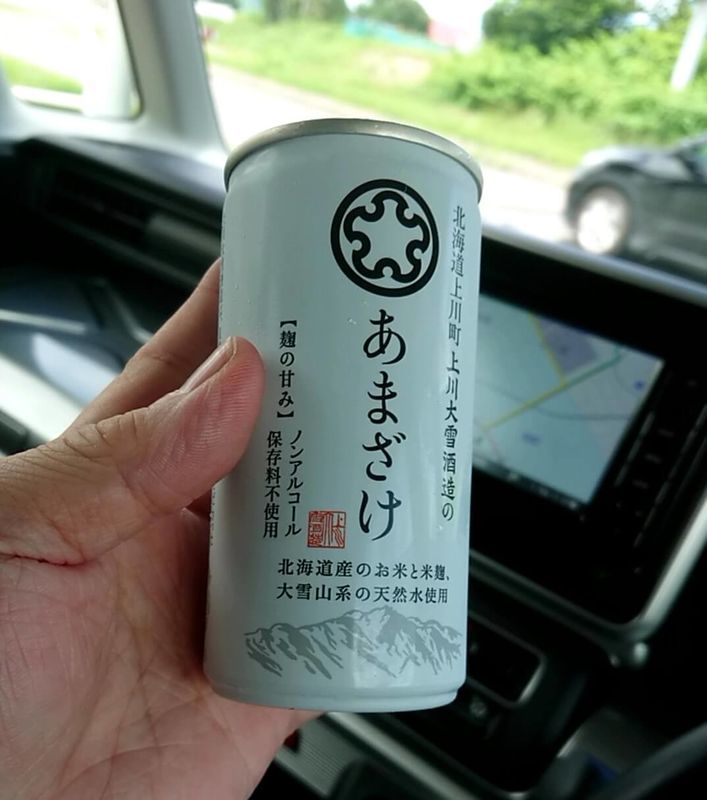 北海道上川町 上川大雪酒造の
あまざけ
【麹の甘み】
ノンアルコール
保存料不使用
北海道産のお米と米麹、
大雪山系の天然水使用